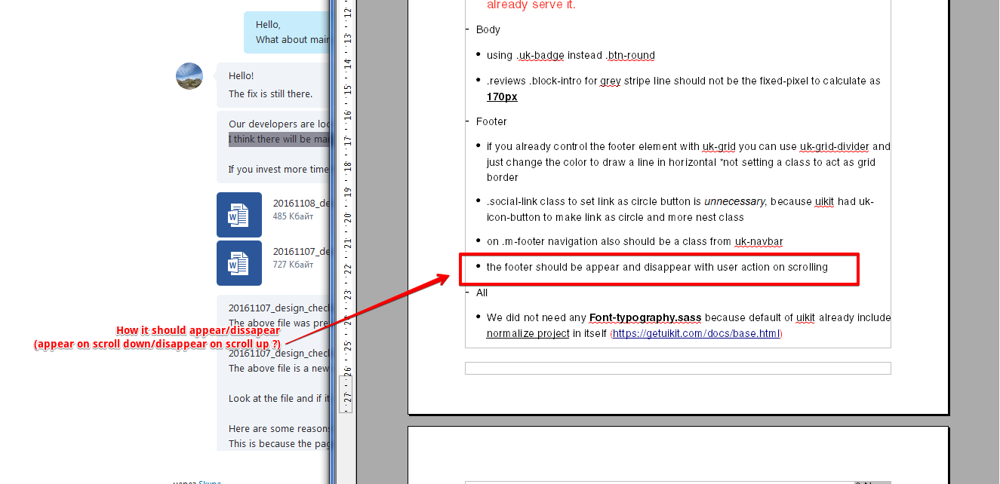 Hello,
What about main
Hello!
The fix is still there.
Our developers are loo
I think there will be mai
If you invest more time
20161108_de
485 Кбайт
20161107_de
727 Кбайт
20161107_design_check
The above file was pre
How it should appear/dissapear
(appear on scroll down/disappear on scroll up ?)
20161107_design_check
The above file is a new
Look at the file and if it
Here are some reasons
This is because the pag
через Skype
12
13
14
15
16
17
18
19
20
21
22
23
24
25
26
27
already serve it.
- Body
• using .uk-badge instead .btn-round
• .reviews .block-intro for grey stripe line should not be the fixed-pixel to calculate as
170px
- Footer
• if you already control the footer element with uk-grid you can use uk-grid-divider and
just change the color to draw a line in horizontal *not setting a class to act as grid
border
• .social-link class to set link as circle button is unnecessary, because uikit had uk-
icon-button to make link as circle and more nest class
• on .m-footer navigation also should be a class from uk-navbar
• the footer should be appear and disappear with user action on scrolling
- All
• We did not need any Font-typography.sass because default of uikit already include
normalize project in itself (https://getuikit.com/docs/base.html)